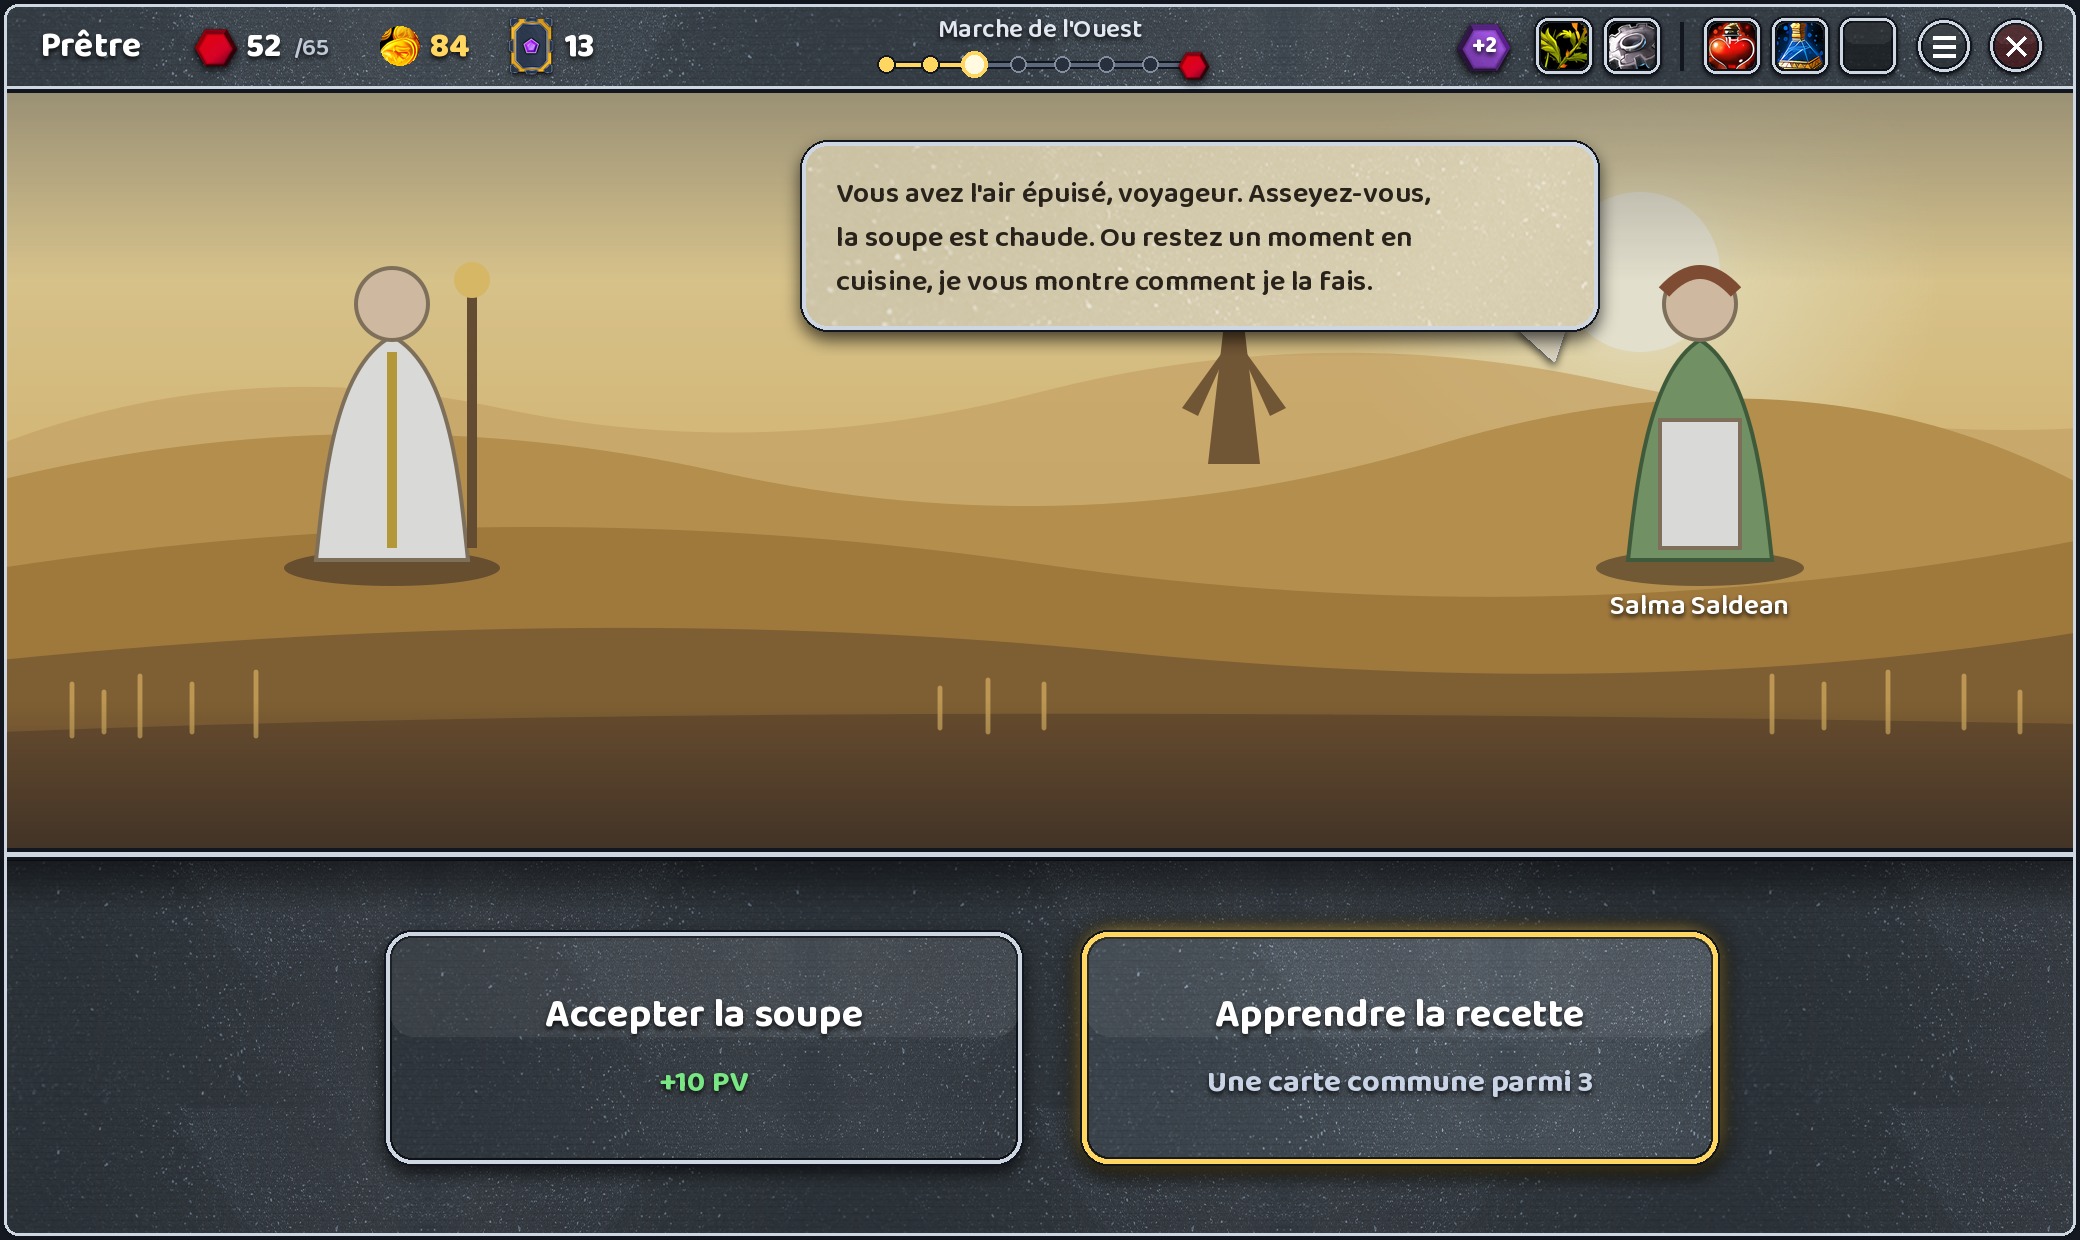 Prêtre
52 /65
84
13
Marche de l'Ouest
+2
Vous avez l'air épuisé, voyageur. Asseyez-vous,
la soupe est chaude. Ou restez un moment en
cuisine, je vous montre comment je la fais.
Salma Saldean
Accepter la soupe
+10 PV
Apprendre la recette
Une carte commune parmi 3